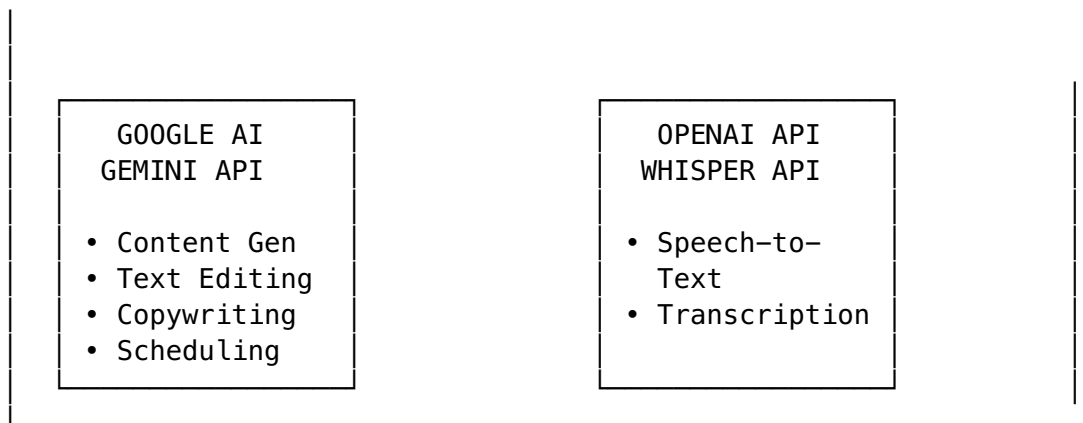 GOOGLE AI
GEMINI API
• Content Gen
• Text Editing
• Copywriting
• Scheduling
OPENAI API
WHISPER API
• Speech-to-
Text
• Transcription